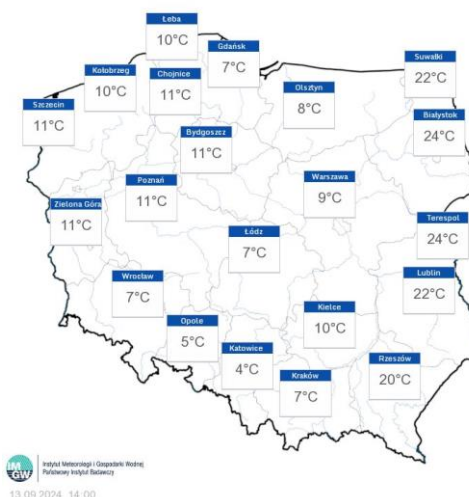 Łeba
10°C
Gdańsk
7°C
Suwałki
22°C
Kołobrzeg
10°C
Chojnice
11°C
Olsztyn
8°C
Szczecin
11°C
Białystok
24°C
Bydgoszcz
11°C
Poznań
11°C
Warszawa
9°C
Zielona Góra
11°C
Terespol
24°C
Łódź
7°C
Wrocław
7°C
Lublin
22°C
Opole
5°C
Kielce
10°C
Katowice
4°C
Kraków
7°C
Rzeszów
20°C
IM
GW
Instytut Meteorologii i Gospodarki Wodnej
Państwowy Instytut Badawczy
13.09.2024, 14:00